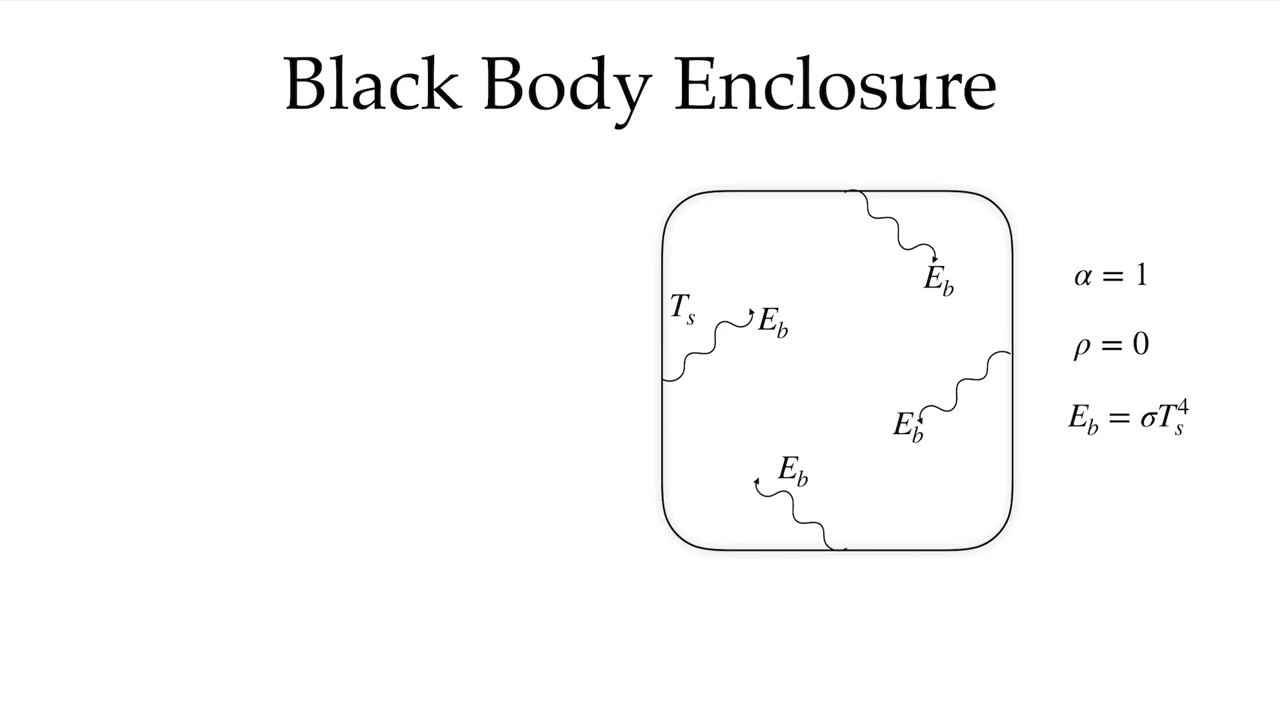 Black Body Enclosure
E_b
T_s
E_b
E_b
E_b
α = 1
ρ = 0
E_b = σT_s^4